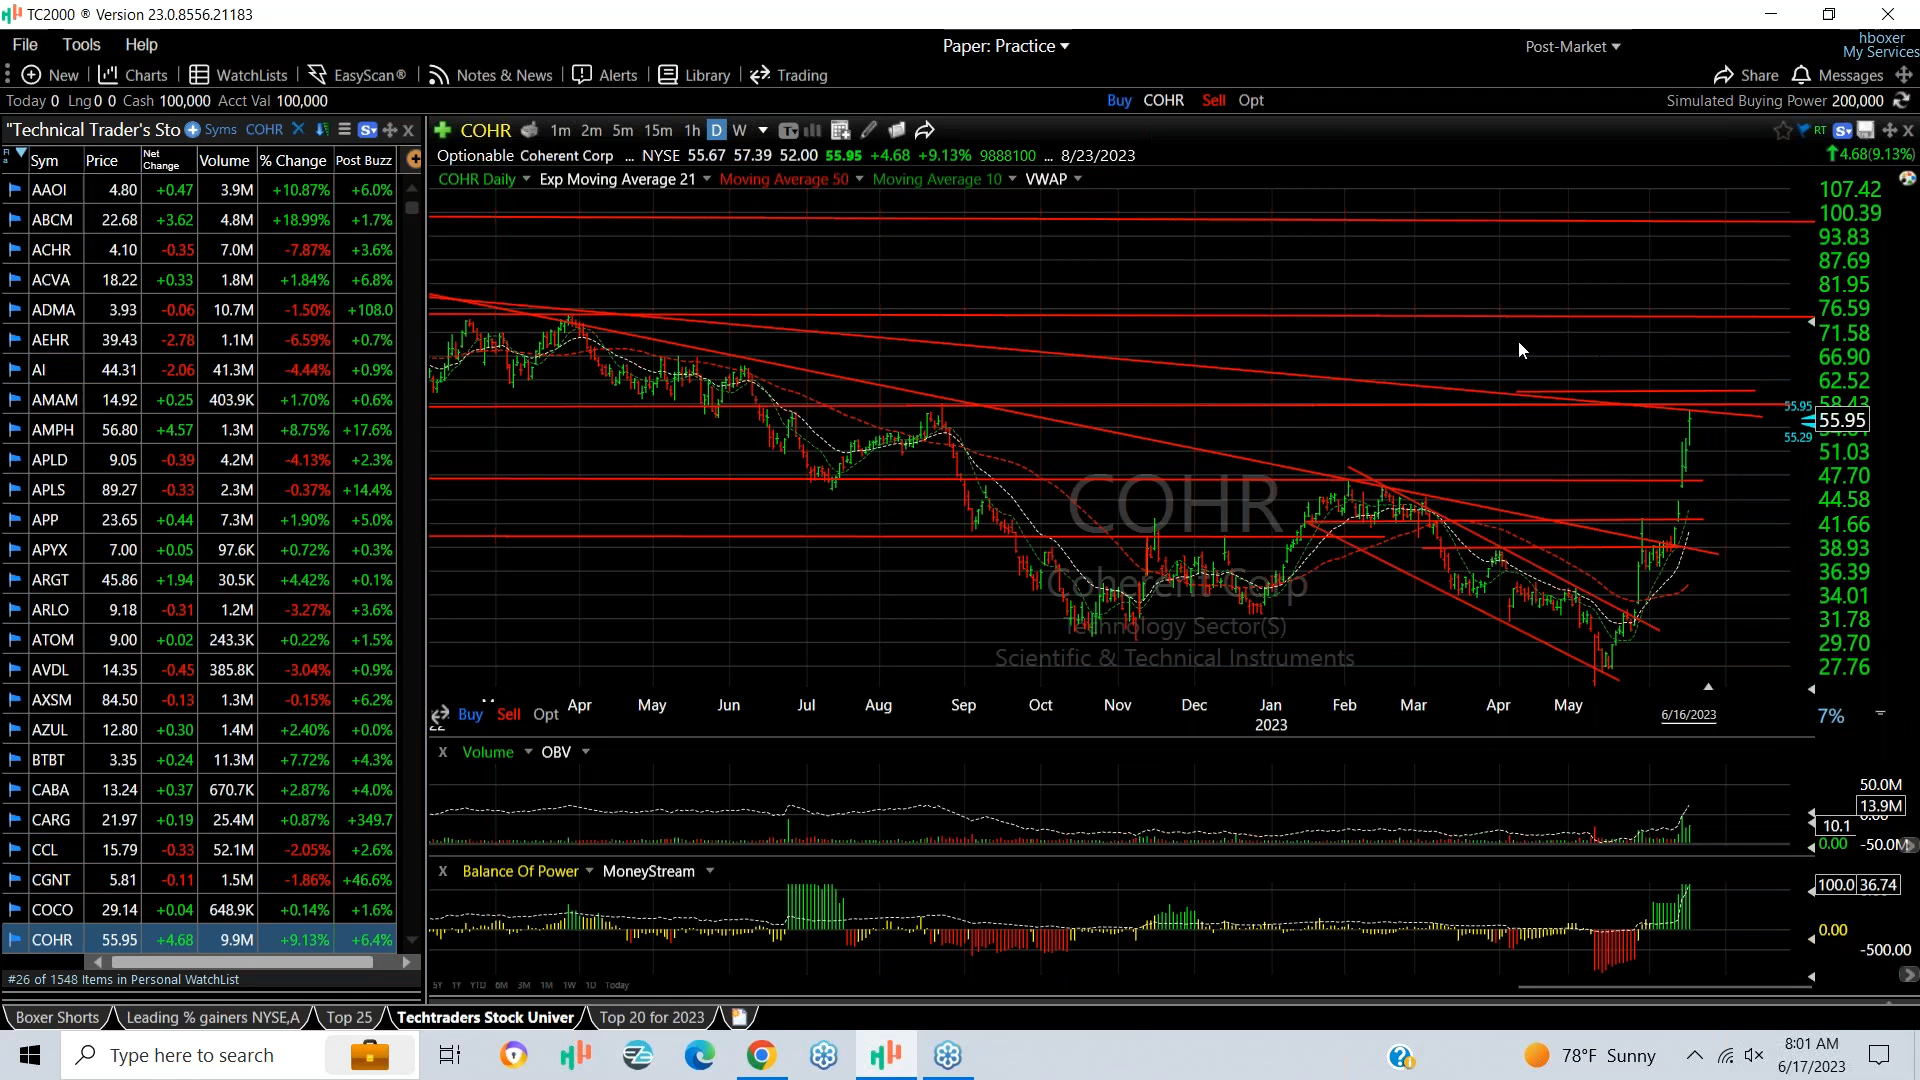 TC2000 ® Version 23.0.8556.21183
File Tools Help
Paper: Practice
Post-Market
hboxer
My Services
New Charts WatchLists EasyScan® Notes & News Alerts Library Trading
Share Messages
Today 0 Lng 0 0 Cash 100,000 Acct Val 100,000
Buy COHR Sell Opt
Simulated Buying Power 200,000
"Technical Trader's Sto Syms COHR
COHR 1m 2m 5m 15m 1h D W
RT
Optionable Coherent Corp ... NYSE 55.67 57.39 52.00 55.95 +4.68 +9.13% 9888100 ... 8/23/2023
4.68(9.13%)
COHR Daily Exp Moving Average 21 Moving Average 50 Moving Average 10 VWAP
Sym Price Net Change Volume % Change Post Buzz
AAOI 4.80 +0.47 3.9M +10.87% +6.0%
ABCM 22.68 +3.62 4.8M +18.99% +1.7%
ACHR 4.10 -0.35 7.0M -7.87% +3.6%
ACVA 18.22 +0.33 1.8M +1.84% +6.8%
ADMA 3.93 -0.06 10.7M -1.50% +108.0
AEHR 39.43 -2.78 1.1M -6.59% +0.7%
AI 44.31 -2.06 41.3M -4.44% +0.9%
AMAM 14.92 +0.25 403.9K +1.70% +0.6%
AMPH 56.80 +4.57 1.3M +8.75% +17.6%
APLD 9.05 -0.39 4.2M -4.13% +2.3%
APLS 89.27 -0.33 2.3M -0.37% +14.4%
APP 23.65 +0.44 7.3M +1.90% +5.0%
APYX 7.00 +0.05 97.6K +0.72% +0.3%
ARGT 45.86 +1.94 30.5K +4.42% +0.1%
ARLO 9.18 -0.31 1.2M -3.27% +3.6%
ATOM 9.00 +0.02 243.3K +0.22% +1.5%
AVDL 14.35 -0.45 385.8K -3.04% +0.9%
AXSM 84.50 -0.13 1.3M -0.15% +6.2%
AZUL 12.80 +0.30 1.4M +2.40% +0.0%
BTBT 3.35 +0.24 11.3M +7.72% +4.3%
CABA 13.24 +0.37 670.7K +2.87% +4.0%
CARG 21.97 +0.19 25.4M +0.87% +349.7
CCL 15.79 -0.33 52.1M -2.05% +2.6%
CGNT 5.81 -0.11 1.5M -1.86% +46.6%
COCO 29.14 +0.04 648.9K +0.14% +1.6%
COHR 55.95 +4.68 9.9M +9.13% +6.4%
#26 of 1548 Items in Personal WatchList
107.42
100.39
93.83
87.69
81.95
76.59
71.58
66.90
62.52
58.43
55.95
55.95
55.29
51.03
47.70
44.58
41.66
38.93
36.39
34.01
31.78
29.70
27.76
COHR
Coherent Corp
Technology Sector(S)
Scientific & Technical Instruments
Buy Sell Opt
22 Apr May Jun Jul Aug Sep Oct Nov Dec Jan Feb Mar Apr May
2023
6/16/2023
7%
X Volume OBV
50.0M
13.9M
10.1
0.00 -50.0M
X Balance Of Power MoneyStream
100.0 36.74
0.00
-500.00
5Y 1Y YTD 6M 3M 1M 1W 1D Today
Boxer Shorts Leading % gainers NYSE,A Top 25 Techtraders Stock Univer Top 20 for 2023
Type here to search
78°F Sunny
8:01 AM
6/17/2023